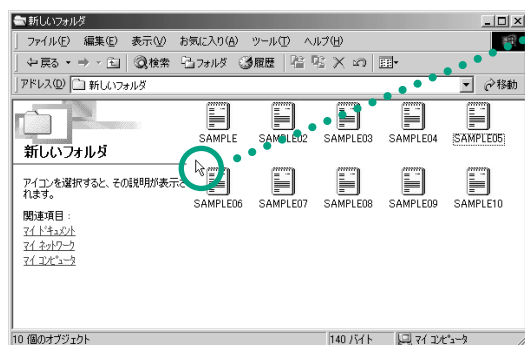 新しいフォルダ
ファイル(F) 編集(E) 表示(V) お気に入り(A) ツール(T) ヘルプ(H)
戻る 検索 フォルダ 履歴
アドレス(D) 新しいフォルダ 移動
新しいフォルダ
アイコンを選択すると、その説明が表示さ
れます。
関連項目:
マイ ドキュメント
マイ ネットワーク
マイ コンピュータ
SAMPLE SAMPLE02 SAMPLE03 SAMPLE04 SAMPLE05
SAMPLE06 SAMPLE07 SAMPLE08 SAMPLE09 SAMPLE10
10 個のオブジェクト 140 バイト マイ コンピュータ